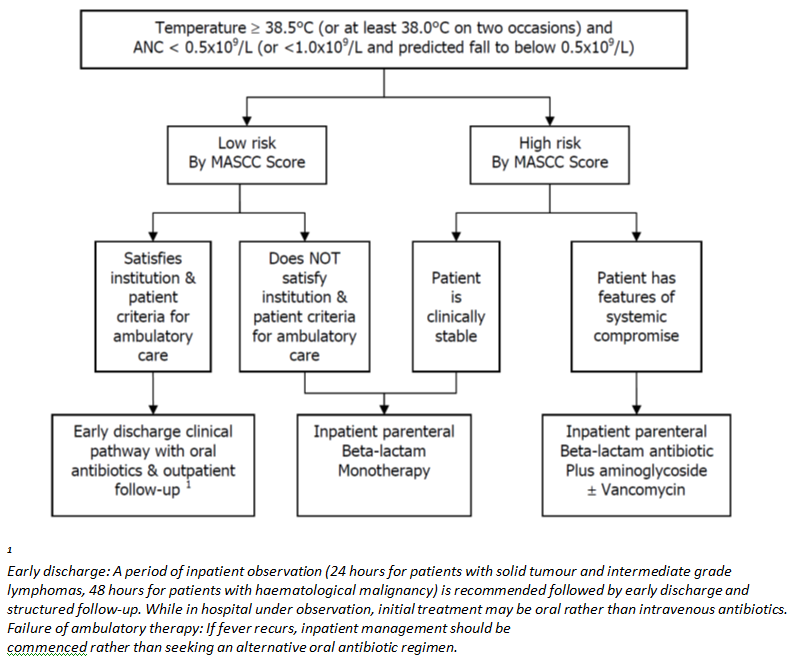 Temperature ≥ 38.5°C (or at least 38.0°C on two occasions) and
ANC < 0.5x10⁹/L (or <1.0x10⁹/L and predicted fall to below 0.5x10⁹/L)
Low risk
By MASCC Score
High risk
By MASCC Score
Satisfies
institution &
patient
criteria for
ambulatory
care
Does NOT
satisfy
institution &
patient criteria
for ambulatory
care
Patient
is
clinically
stable
Patient has
features of
systemic
compromise
Early discharge clinical
pathway with oral
antibiotics & outpatient
follow-up ¹
Inpatient parenteral
Beta-lactam
Monotherapy
Inpatient parenteral
Beta-lactam antibiotic
Plus aminoglycoside
± Vancomycin
1
Early discharge: A period of inpatient observation (24 hours for patients with solid tumour and intermediate grade
lymphomas, 48 hours for patients with haematological malignancy) is recommended followed by early discharge and
structured follow-up. While in hospital under observation, initial treatment may be oral rather than intravenous antibiotics.
Failure of ambulatory therapy: If fever recurs, inpatient management should be
commenced rather than seeking an alternative oral antibiotic regimen.